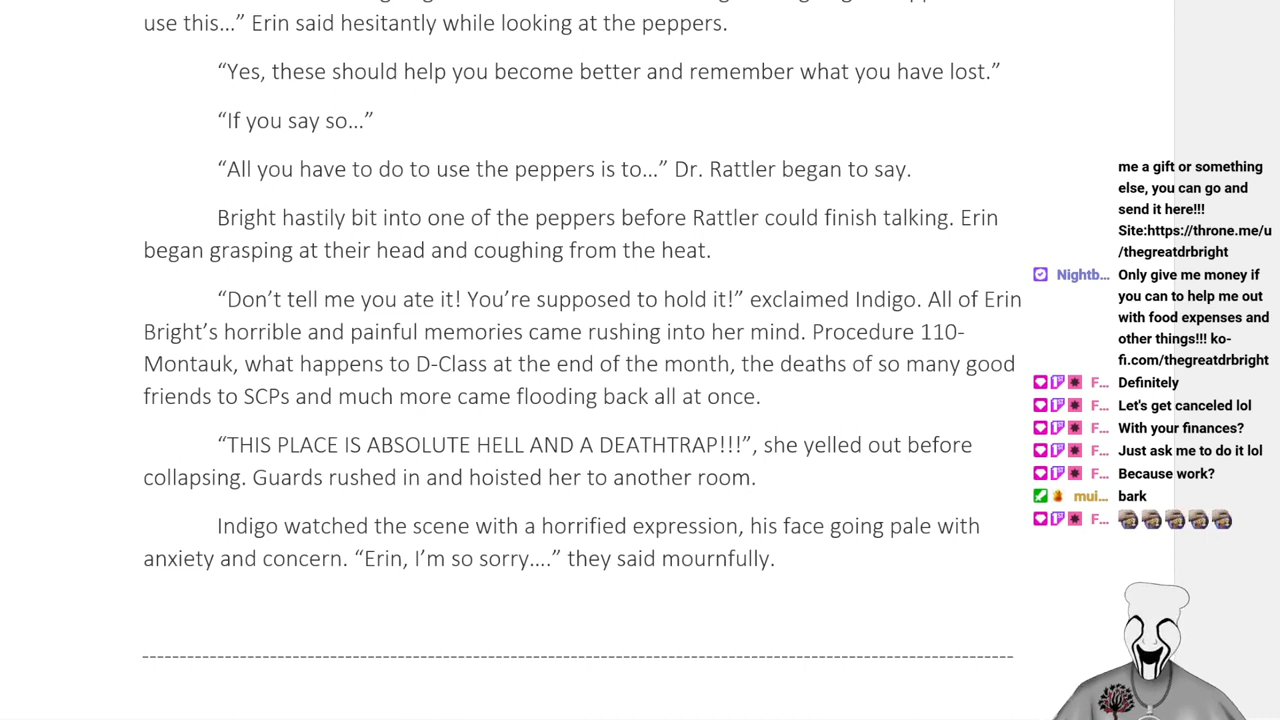 use this...” Erin said hesitantly while looking at the peppers.
“Yes, these should help you become better and remember what you have lost.”
“If you say so...”
“All you have to do to use the peppers is to...” Dr. Rattler began to say.
Bright hastily bit into one of the peppers before Rattler could finish talking. Erin
began grasping at their head and coughing from the heat.
“Don’t tell me you ate it! You’re supposed to hold it!” exclaimed Indigo. All of Erin
Bright’s horrible and painful memories came rushing into her mind. Procedure 110-
Montauk, what happens to D-Class at the end of the month, the deaths of so many good
friends to SCPs and much more came flooding back all at once.
“THIS PLACE IS ABSOLUTE HELL AND A DEATHTRAP!!!”, she yelled out before
collapsing. Guards rushed in and hoisted her to another room.
Indigo watched the scene with a horrified expression, his face going pale with
anxiety and concern. “Erin, I’m so sorry....” they said mournfully.
me a gift or something
else, you can go and
send it here!!!
Site:https://throne.me/u
/thegreatdrbright
Nightb... Only give me money if
you can to help me out
with food expenses and
other things!!! ko-
fi.com/thegreatdrbright
F... Definitely
F... Let's get canceled lol
F... With your finances?
F... Just ask me to do it lol
F... Because work?
mui... bark
F...